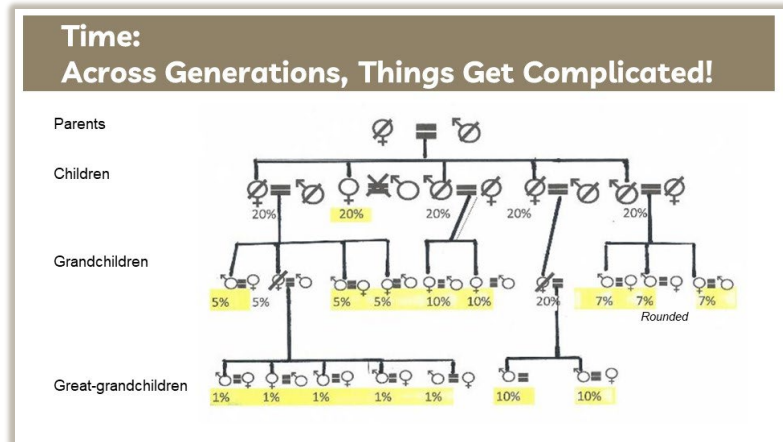 Time:
Across Generations, Things Get Complicated!
Parents
Children
20% 20% 20% 20% 20%
Grandchildren
5% 5% 5% 5% 10% 10% 20% 7% 7% 7%
Rounded
Great-grandchildren
1% 1% 1% 1% 1% 10% 10%